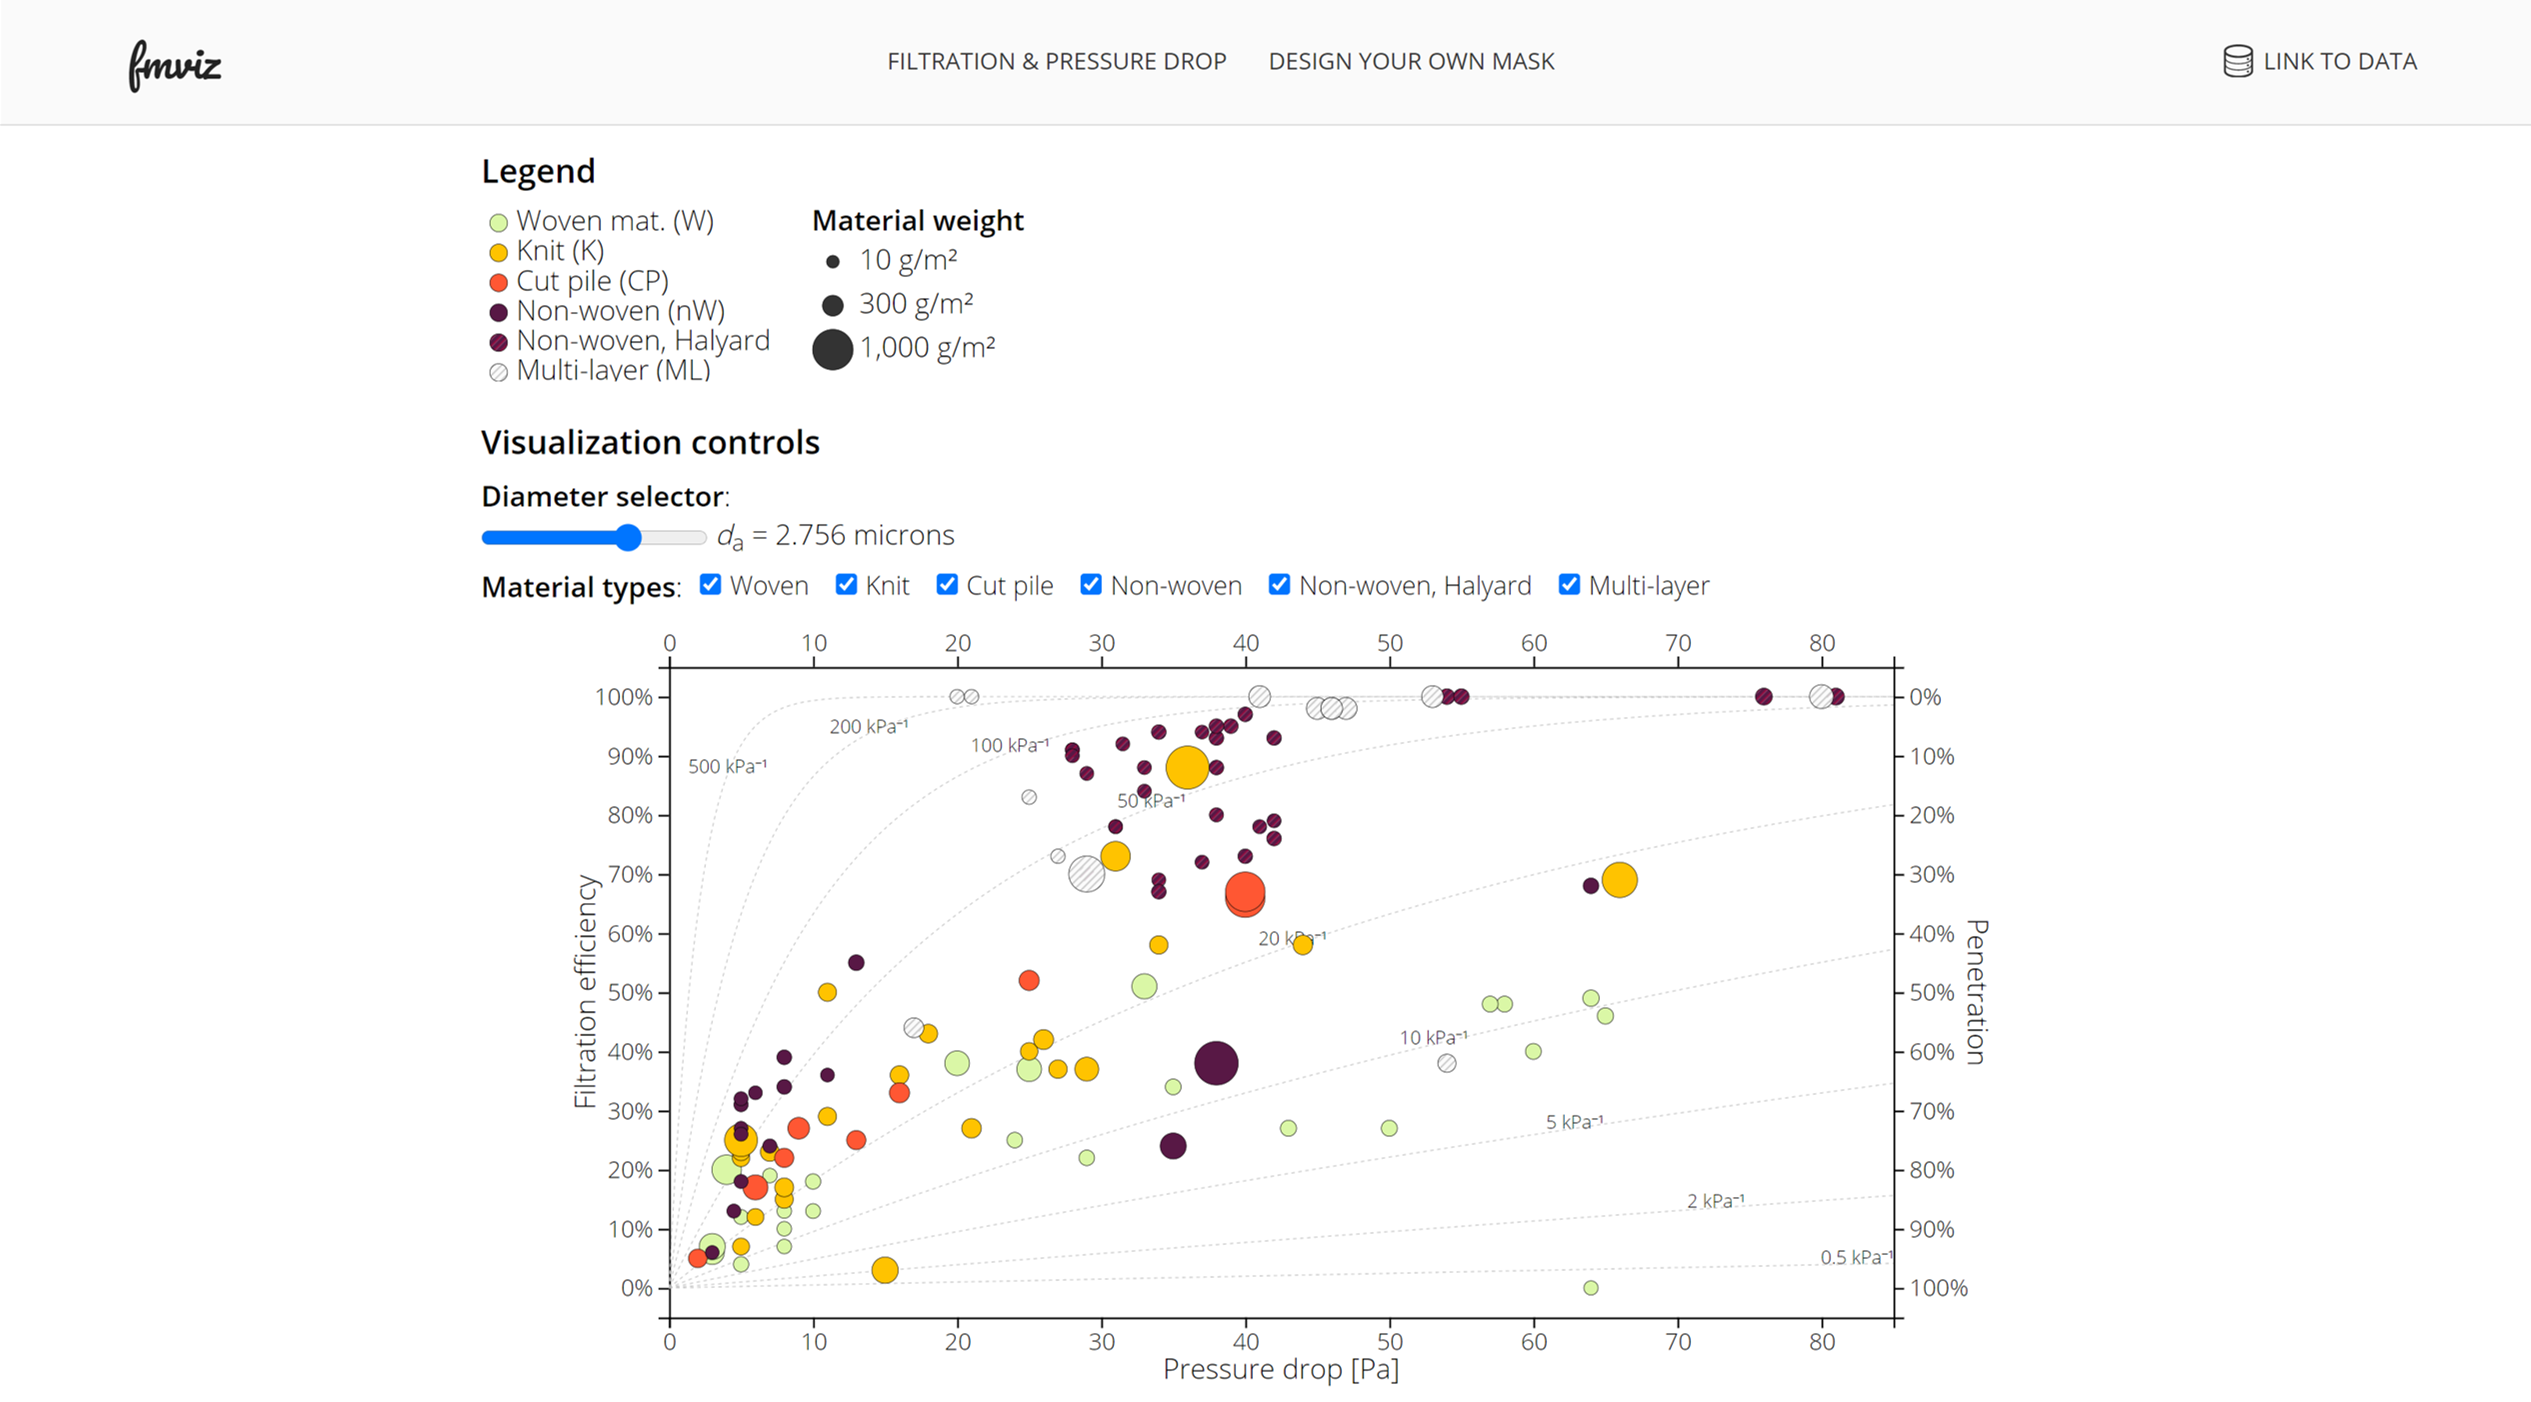 fmviz
FILTRATION & PRESSURE DROP
DESIGN YOUR OWN MASK
LINK TO DATA
Legend
Woven mat. (W)
Knit (K)
Cut pile (CP)
Non-woven (nW)
Non-woven, Halyard
Multi-layer (ML)
Material weight
10 g/m²
300 g/m²
1,000 g/m²
Visualization controls
Diameter selector:
dₐ = 2.756 microns
Material types: Woven Knit Cut pile Non-woven Non-woven, Halyard Multi-layer
0 10 20 30 40 50 60 70 80
100% 0%
200 kPa⁻¹
100 kPa⁻¹
90% 10%
500 kPa⁻¹
50 kPa⁻¹
80% 20%
70% 30%
60% 40%
20 kPa⁻¹
50% 50%
10 kPa⁻¹
40% 60%
30% 70%
5 kPa⁻¹
20% 80%
2 kPa⁻¹
10% 90%
0.5 kPa⁻¹
0% 100%
Filtration efficiency
Penetration
0 10 20 30 40 50 60 70 80
Pressure drop [Pa]